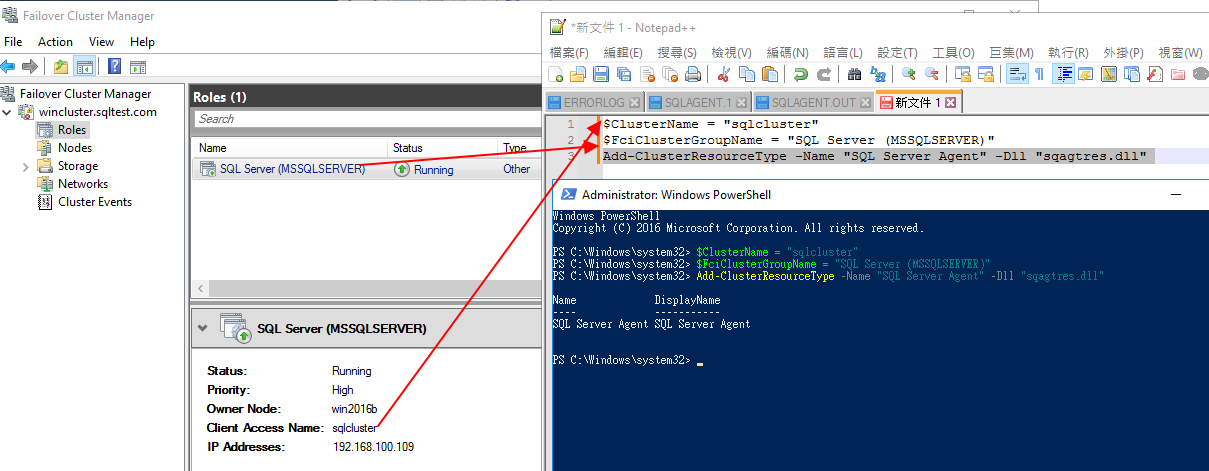 Failover Cluster Manager
File Action View Help
Failover Cluster Manager
wincluster.sqltest.com
Roles
Nodes
Storage
Networks
Cluster Events
Roles (1)
Search
Name Status Type
SQL Server (MSSQLSERVER) Running Other
SQL Server (MSSQLSERVER)
Status: Running
Priority: High
Owner Node: win2016b
Client Access Name: sqlcluster
IP Addresses: 192.168.100.109
*新文件 1 - Notepad++
檔案(F) 編輯(E) 搜尋(S) 檢視(V) 編碼(N) 語言(L) 設定(T) 工具(O) 巨集(M) 執行(R) 外掛(P) 視窗(W)
ERRORLOG SQLAGENT.1 SQLAGENT.OUT 新文件 1
1 $ClusterName = "sqlcluster"
2 $FciClusterGroupName = "SQL Server (MSSQLSERVER)"
3 Add-ClusterResourceType -Name "SQL Server Agent" -Dll "sqagtres.dll"
Administrator: Windows PowerShell
Windows PowerShell
Copyright (C) 2016 Microsoft Corporation. All rights reserved.
PS C:\Windows\system32> $ClusterName = "sqlcluster"
PS C:\Windows\system32> $FciClusterGroupName = "SQL Server (MSSQLSERVER)"
PS C:\Windows\system32> Add-ClusterResourceType -Name "SQL Server Agent" -Dll "sqagtres.dll"
Name DisplayName
---- -----------
SQL Server Agent SQL Server Agent
PS C:\Windows\system32> _